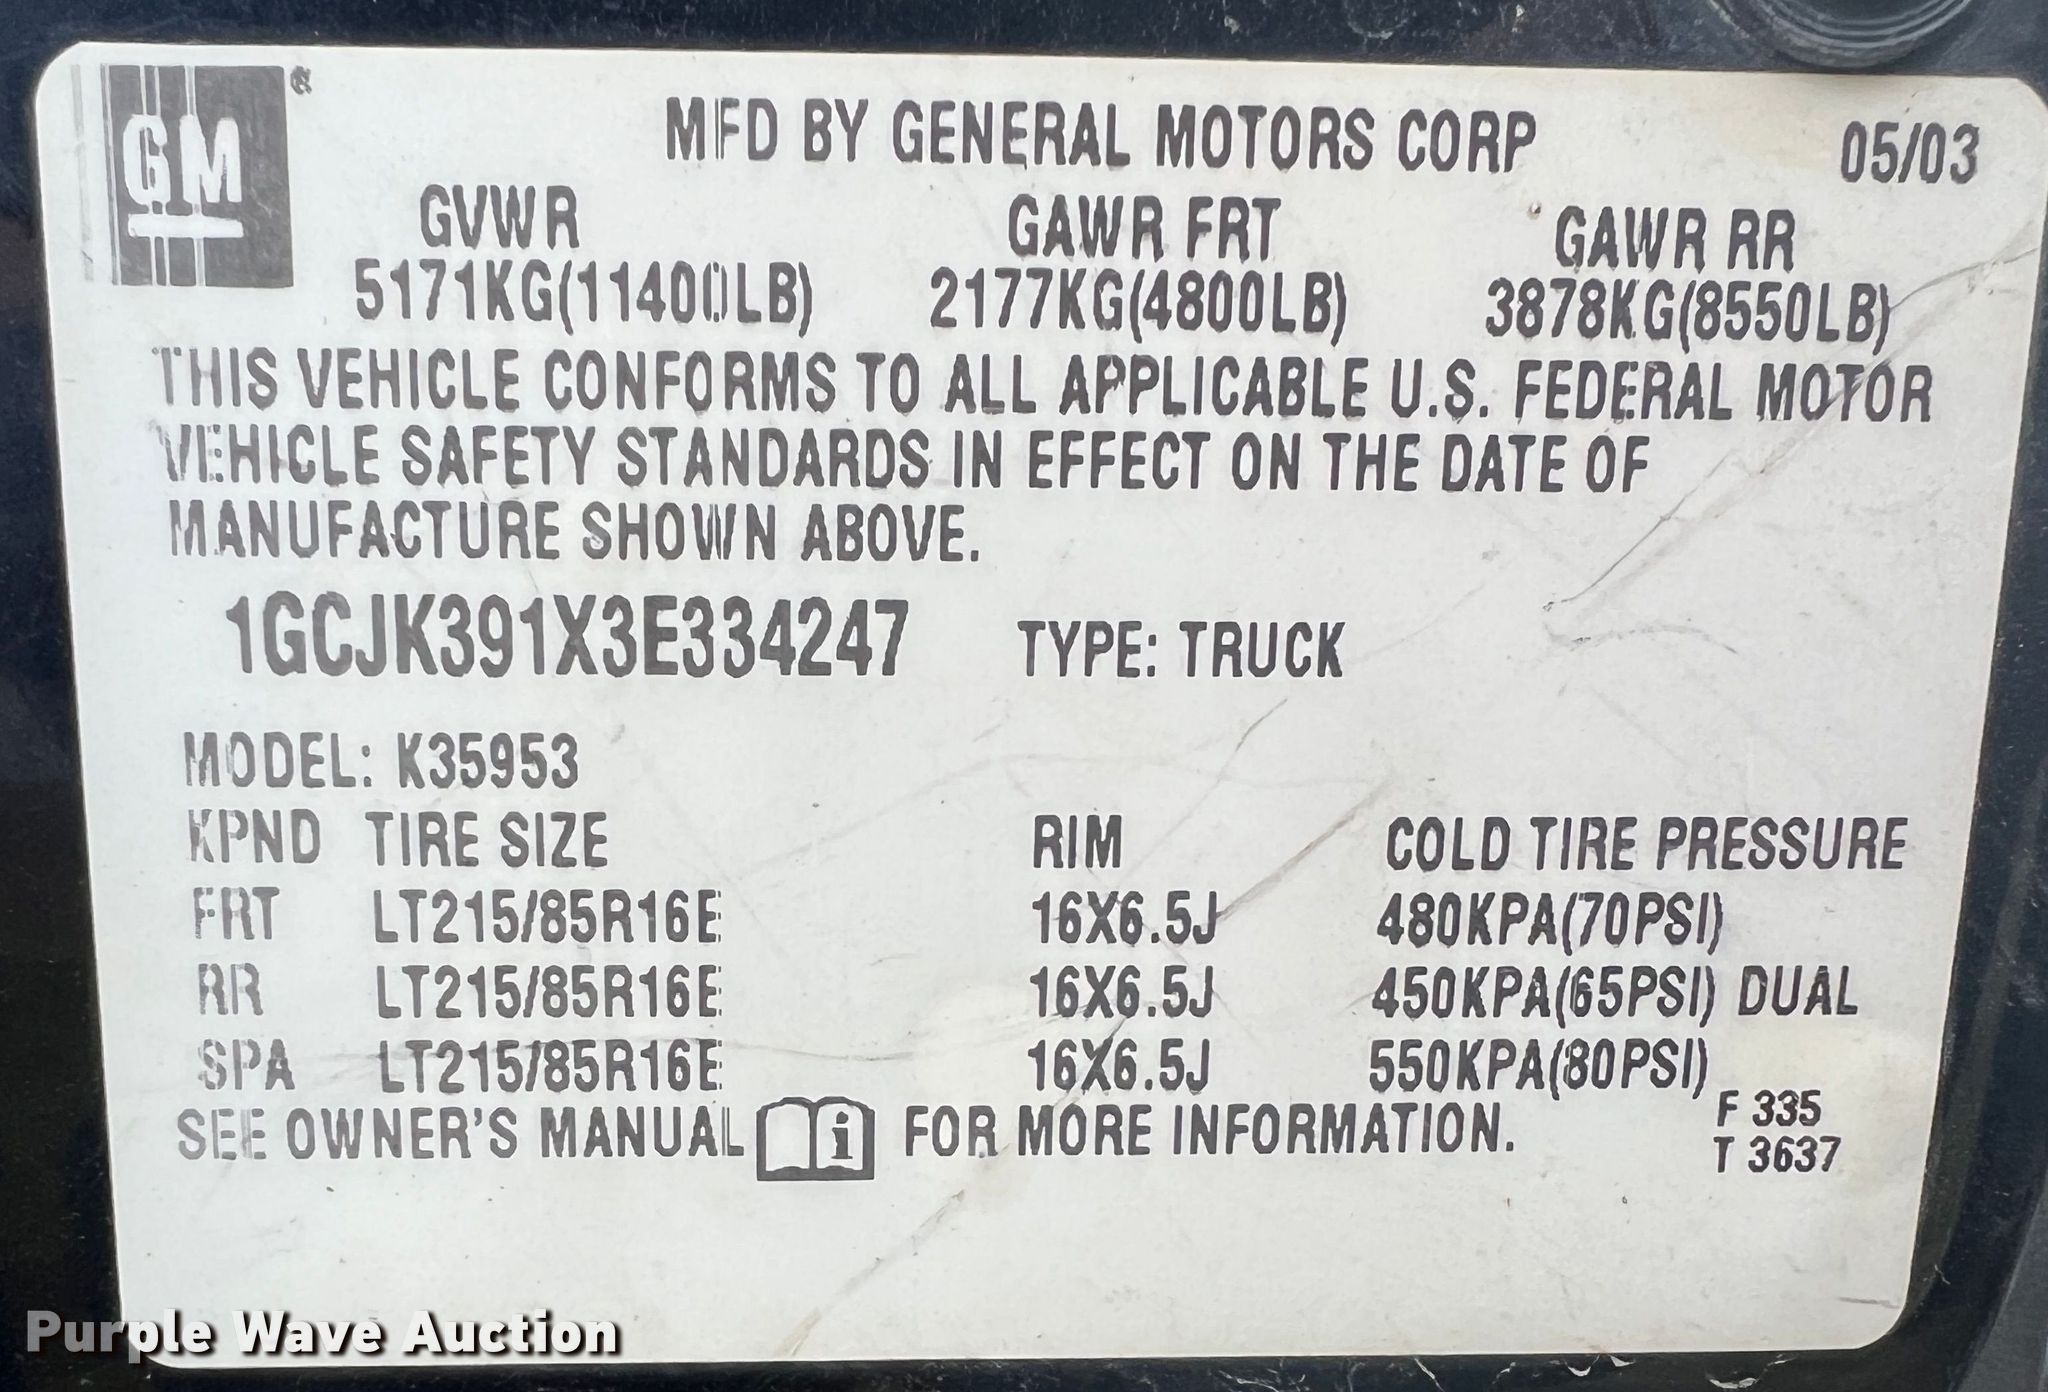 GM
MFD BY GENERAL MOTORS CORP 05/03
GVWR GAWR FRT GAWR RR
5171KG(11400LB) 2177KG(4800LB) 3878KG(8550LB)
THIS VEHICLE CONFORMS TO ALL APPLICABLE U.S. FEDERAL MOTOR
VEHICLE SAFETY STANDARDS IN EFFECT ON THE DATE OF
MANUFACTURE SHOWN ABOVE.
1GCJK391X3E334247 TYPE: TRUCK
MODEL: K35953
KPND TIRE SIZE RIM COLD TIRE PRESSURE
FRT LT215/85R16E 16X6.5J 480KPA(70PSI)
RR LT215/85R16E 16X6.5J 450KPA(65PSI) DUAL
SPA LT215/85R16E 16X6.5J 550KPA(80PSI)
SEE OWNER'S MANUAL i FOR MORE INFORMATION.
F 335
T 3637
Purple Wave Auction